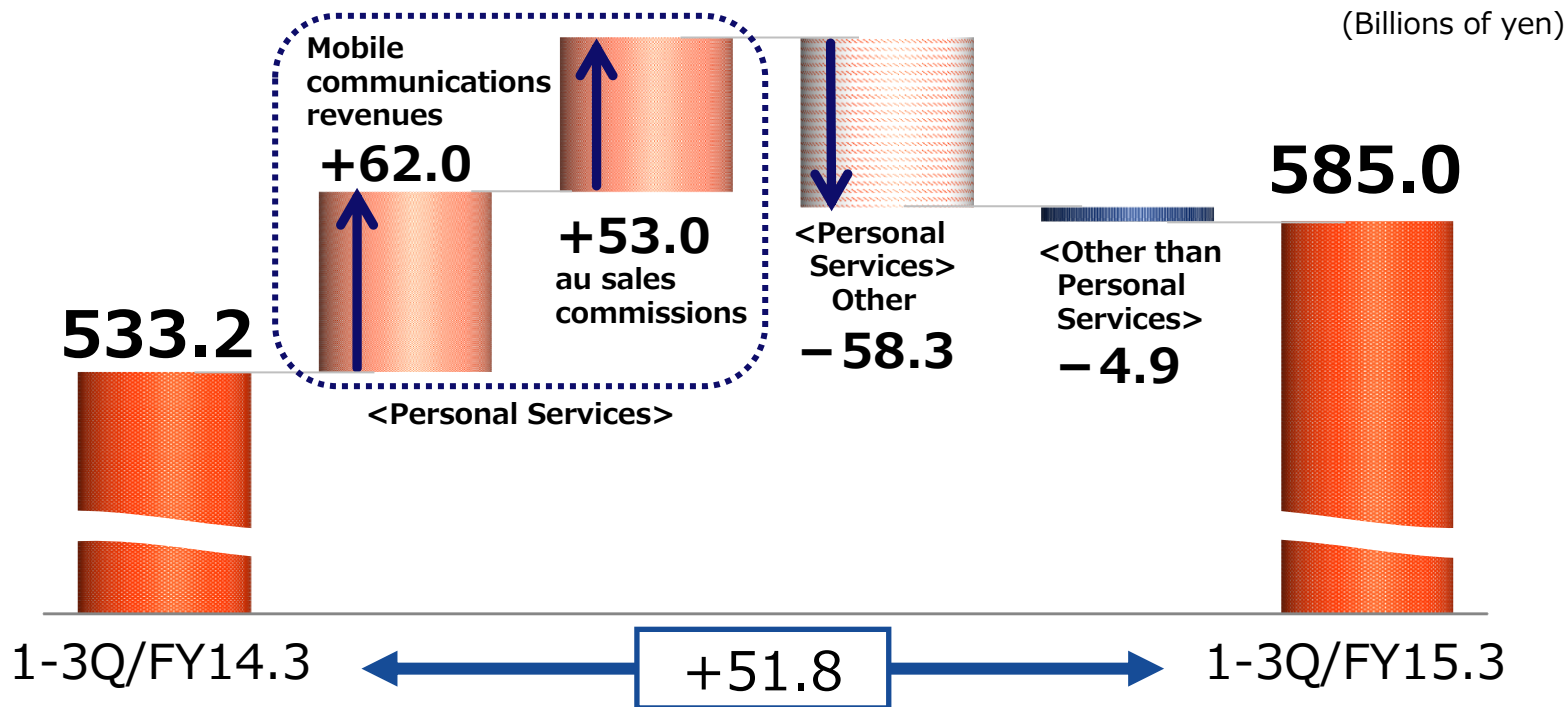 (Billions of yen)
Mobile
communications
revenues
+62.0
+53.0
au sales
commissions
<Personal Services>
<Personal
Services>
Other
−58.3
<Other than
Personal
Services>
−4.9
533.2
585.0
1-3Q/FY14.3
+51.8
1-3Q/FY15.3